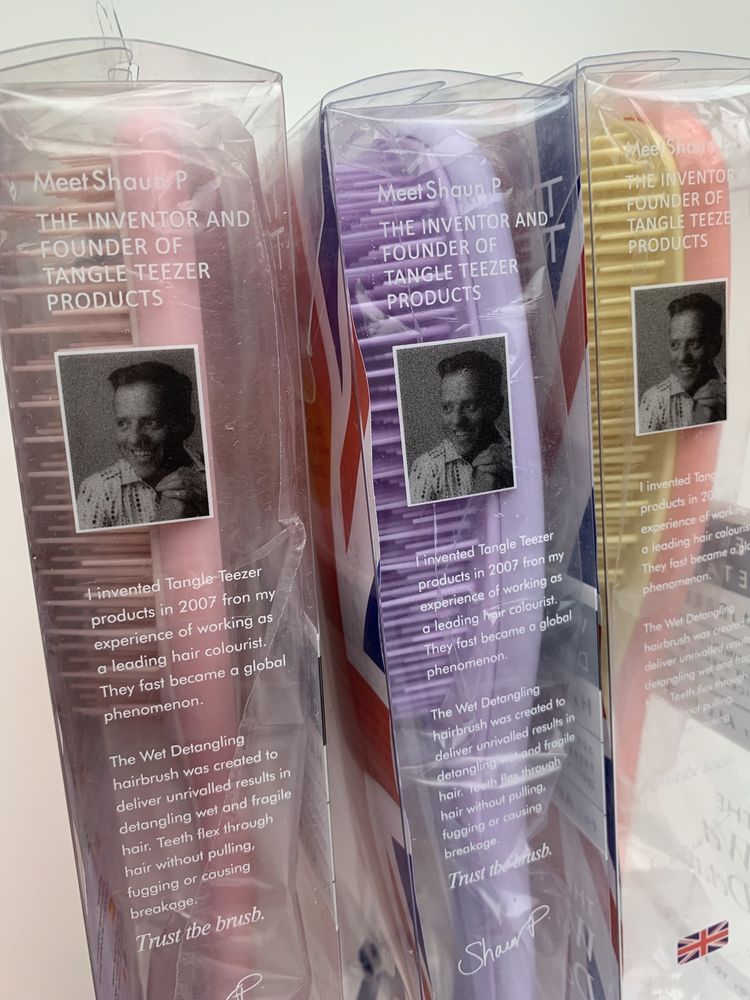 Meet Shaun P
THE INVENTOR AND
FOUNDER OF
TANGLE TEEZER
PRODUCTS
I invented Tangle Teezer
products in 2007 fron my
experience of working as
a leading hair colourist.
They fast became a global
phenomenon.
The Wet Detangling
hairbrush was created to
deliver unrivalled results in
detangling wet and fragile
hair. Teeth flex through
hair without pulling,
fugging or causing
breakage.
Trust the brush.
Meet Shaun P
THE INVENTOR AND
FOUNDER OF
TANGLE TEEZER
PRODUCTS
I invented Tangle Teezer
products in 2007 fron my
experience of working as
a leading hair colourist.
They fast became a global
phenomenon.
The Wet Detangling
hairbrush was created to
deliver unrivalled results in
detangling wet and fragile
hair. Teeth flex through
hair without pulling,
fugging or causing
breakage.
Trust the brush.
Shaun P.
Meet Shaun P
THE INVENTOR
FOUNDER OF
TANGLE TEEZER
PRODUCTS
I invented Tangl
products in 20
experience of working
a leading hair colouris
They fast became a glo
phenomenon.
The Wet Detangling
hairbrush was created
deliver unrivalled results
detangling wet and
Teeth flex through
without pulling,
Trust the brush